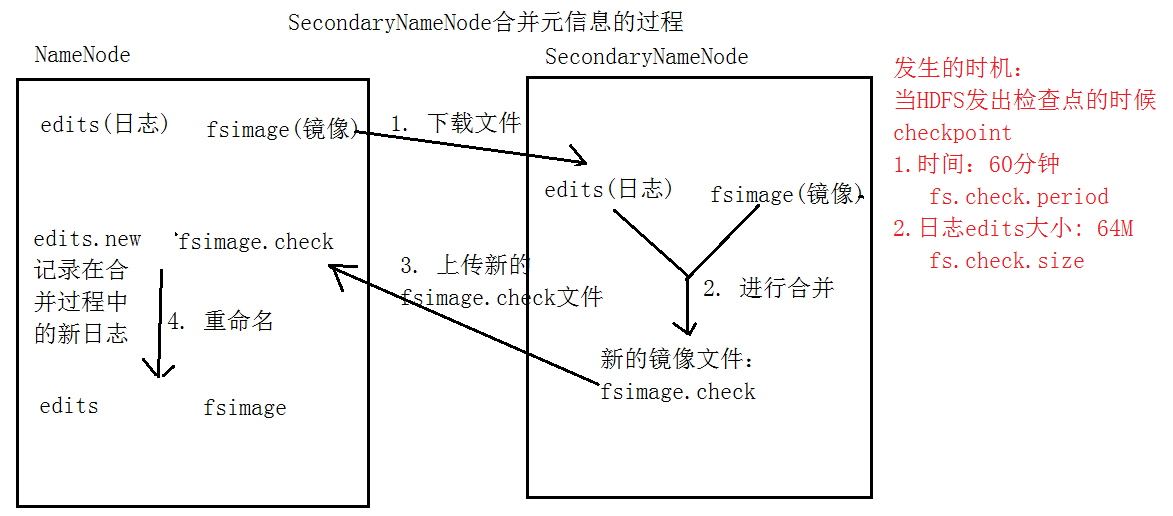 SecondaryNameNode合并元信息的过程
NameNode
SecondaryNameNode
edits(日志)
fsimage(镜像)
1. 下载文件
edits(日志)
fsimage(镜像)
edits.new
记录在合
并过程中
的新日志
fsimage.check
3. 上传新的
fsimage.check文件
2. 进行合并
4. 重命名
新的镜像文件:
fsimage.check
edits
fsimage
发生的时机:
当HDFS发出检查点的时候
checkpoint
1.时间: 60分钟
fs.check.period
2.日志edits大小: 64M
fs.check.size